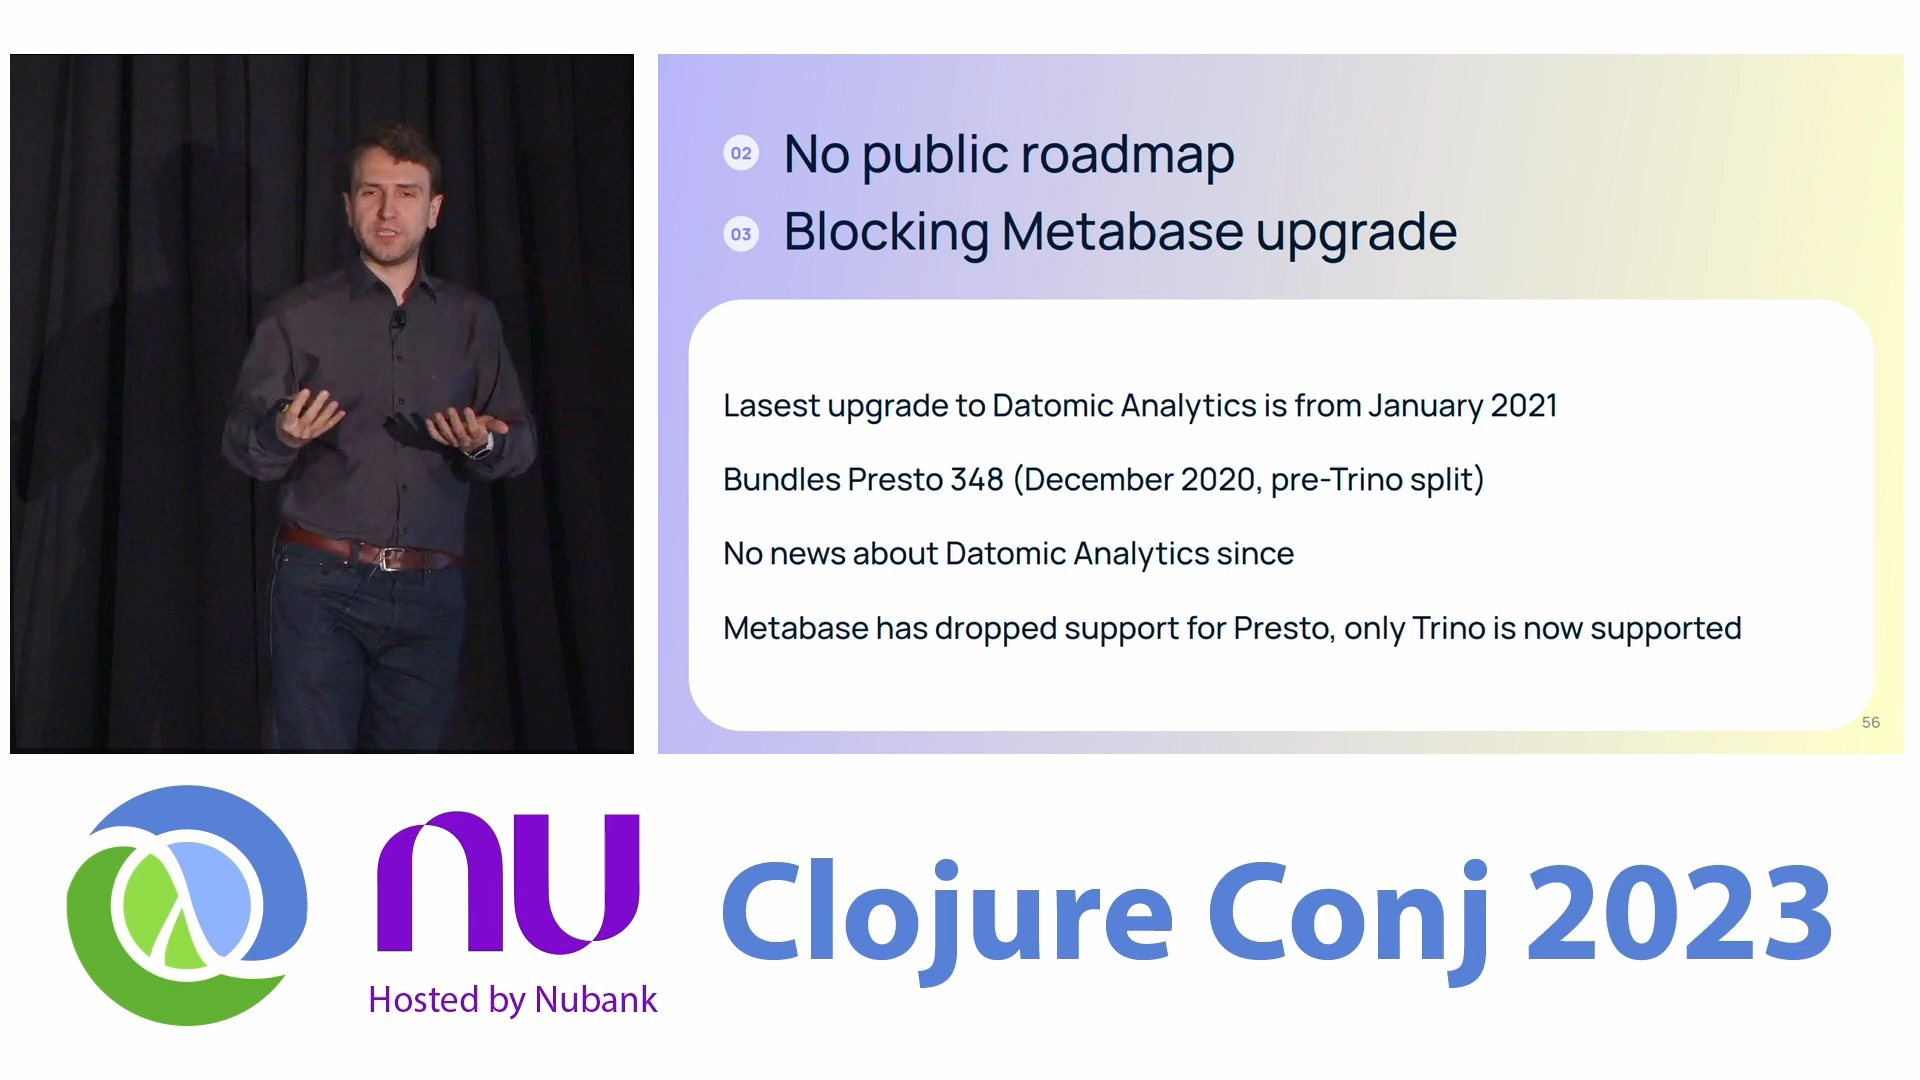 02 No public roadmap
03 Blocking Metabase upgrade
Lasest upgrade to Datomic Analytics is from January 2021
Bundles Presto 348 (December 2020, pre-Trino split)
No news about Datomic Analytics since
Metabase has dropped support for Presto, only Trino is now supported
56
nu
Hosted by Nubank
Clojure Conj 2023